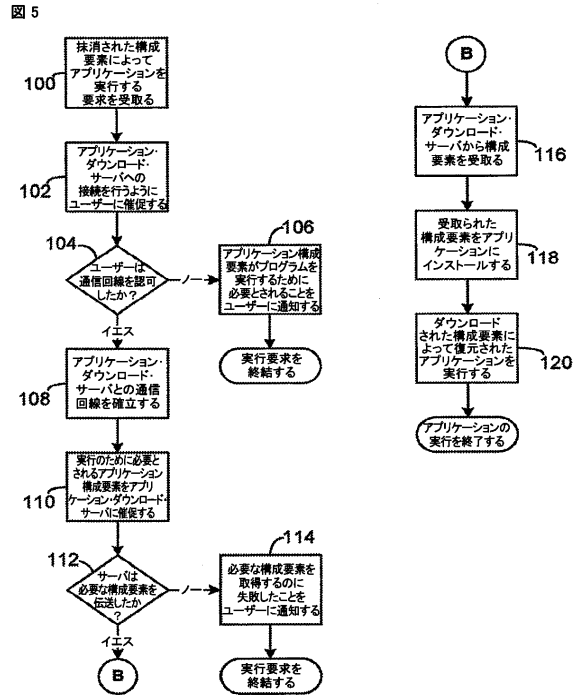 図 5
100
抹消された構成
要素によって
アプリケーションを
実行する
要求を受取る
102
アプリケーション・
ダウンロード・
サーバへの
接続を行うように
ユーザーに催促する
104
ユーザーは
通信回線を認可
したか？
ノー
106
アプリケーション構成
要素がプログラムを
実行するために
必要とされることを
ユーザーに通知する
実行要求を
終結する
イエス
108
アプリケーション・
ダウンロード・
サーバとの通信
回線を確立する
110
実行のために必要と
されるアプリケーション
構成要素をアプリ
ケーション・ダウンロード・
サーバに催促する
112
サーバは
必要な構成要素を
伝送したか
？
ノー
114
必要な構成要素を
取得するのに
失敗したことを
ユーザーに通知する
実行要求を
終結する
イエス
B
B
116
アプリケーション・
ダウンロード・
サーバから構成
要素を受取る
118
受取られた
構成要素をアプリ
ケーションに
インストールする
120
ダウンロード
された構成要素に
よって復元された
アプリケーションを
実行する
アプリケーションの
実行を終了する